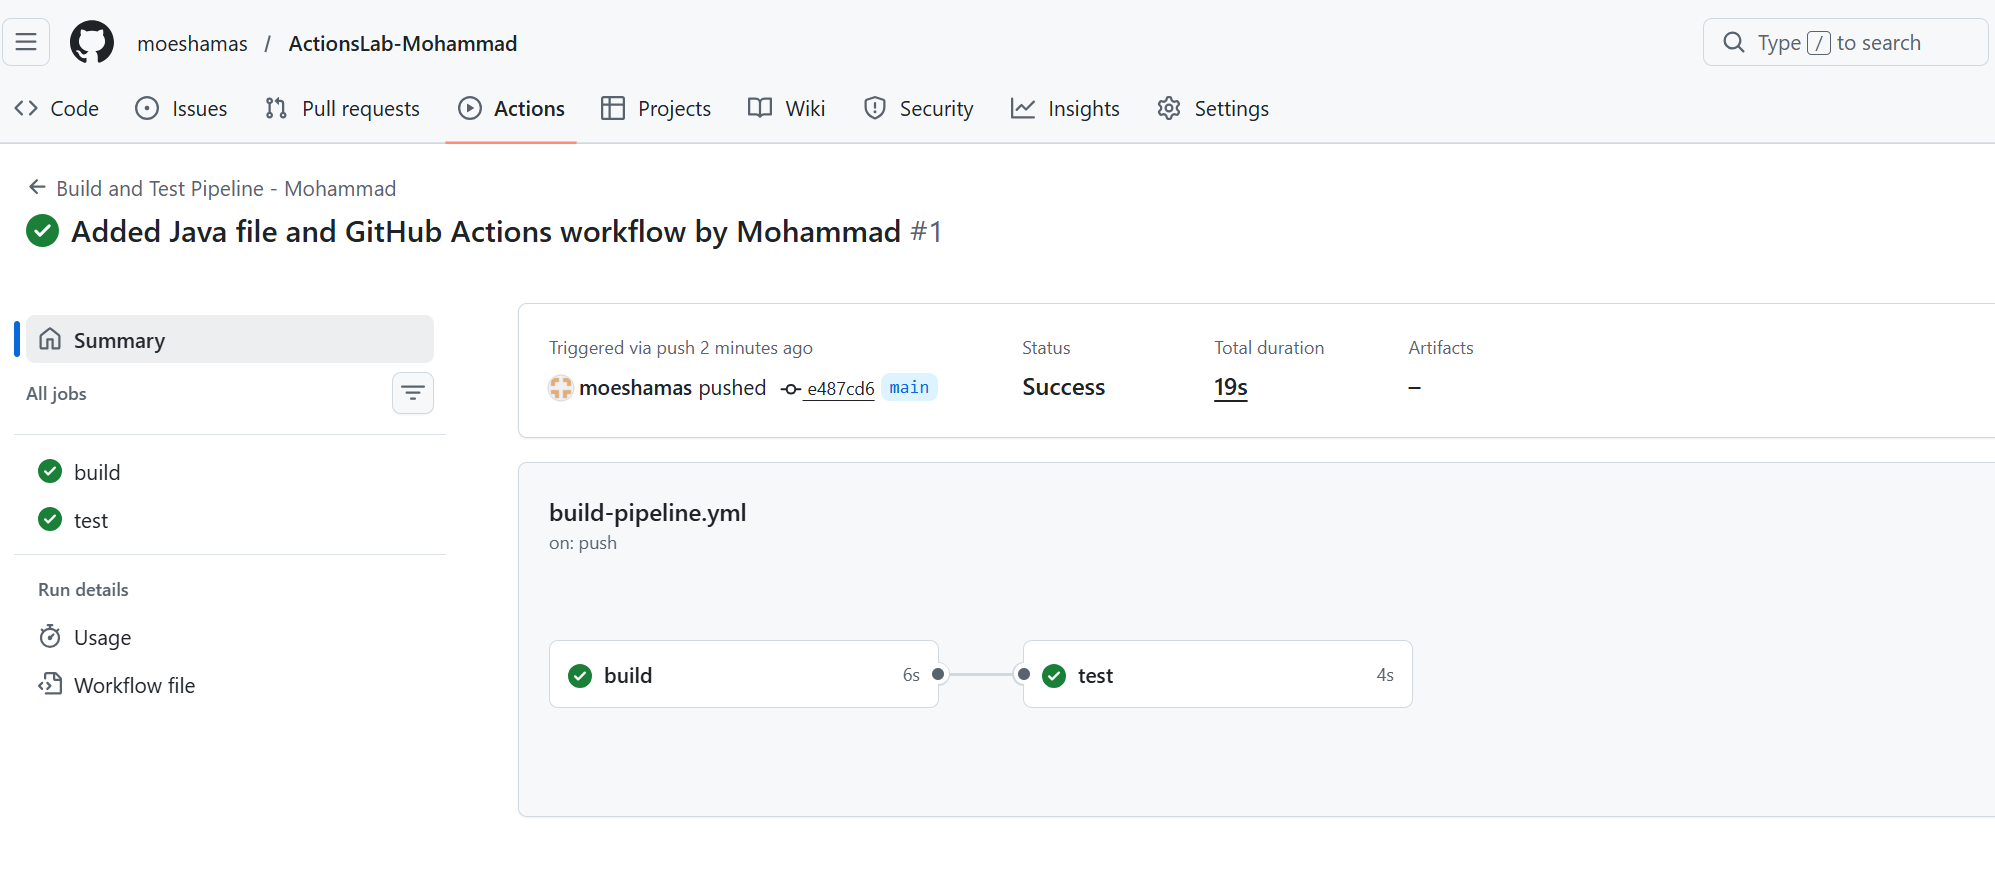 moeshamas / ActionsLab-Mohammad
Type / to search
Code Issues Pull requests Actions Projects Wiki Security Insights Settings
Build and Test Pipeline - Mohammad
Added Java file and GitHub Actions workflow by Mohammad #1
Summary
All jobs
build
test
Run details
Usage
Workflow file
Triggered via push 2 minutes ago
moeshamas pushed e487cd6 main
Status
Success
Total duration
19s
Artifacts
–
build-pipeline.yml
on: push
build 6s
test 4s